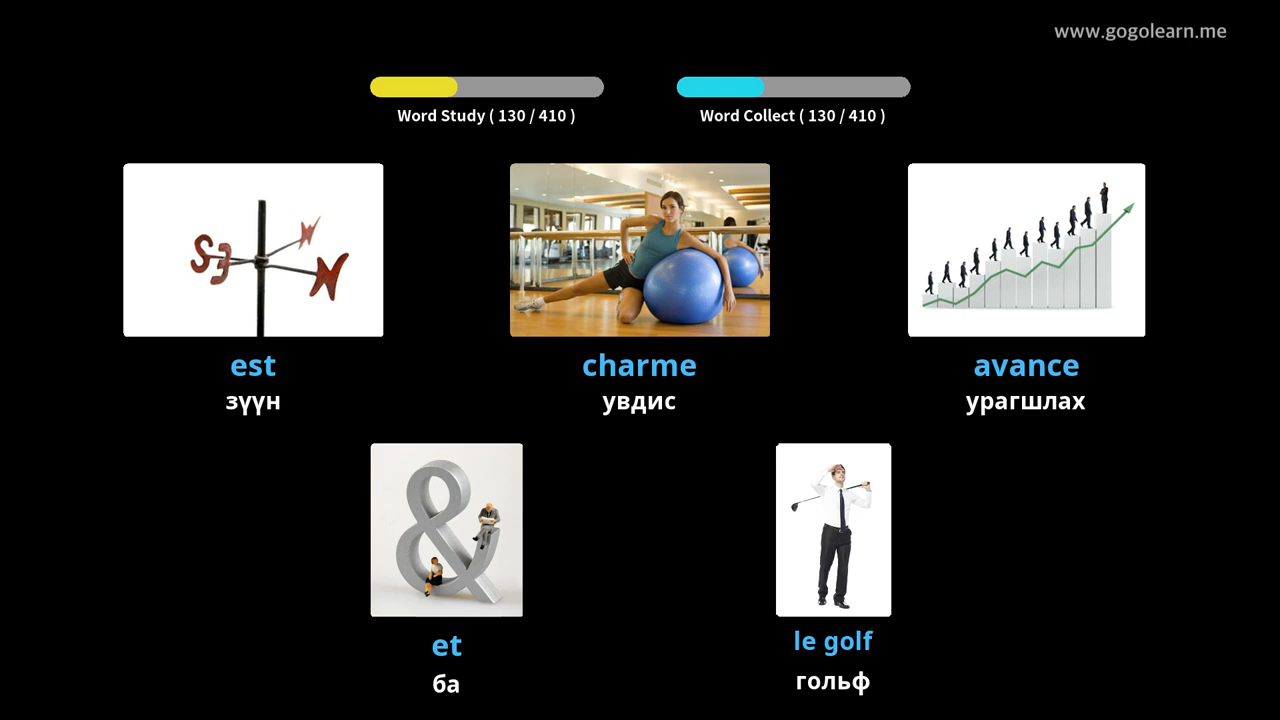 www.gogolearn.me
Word Study ( 130 / 410 )
Word Collect ( 130 / 410 )
S E N W
est
зүүн
charme
увдис
avance
урагшлах
&
et
ба
le golf
гольф